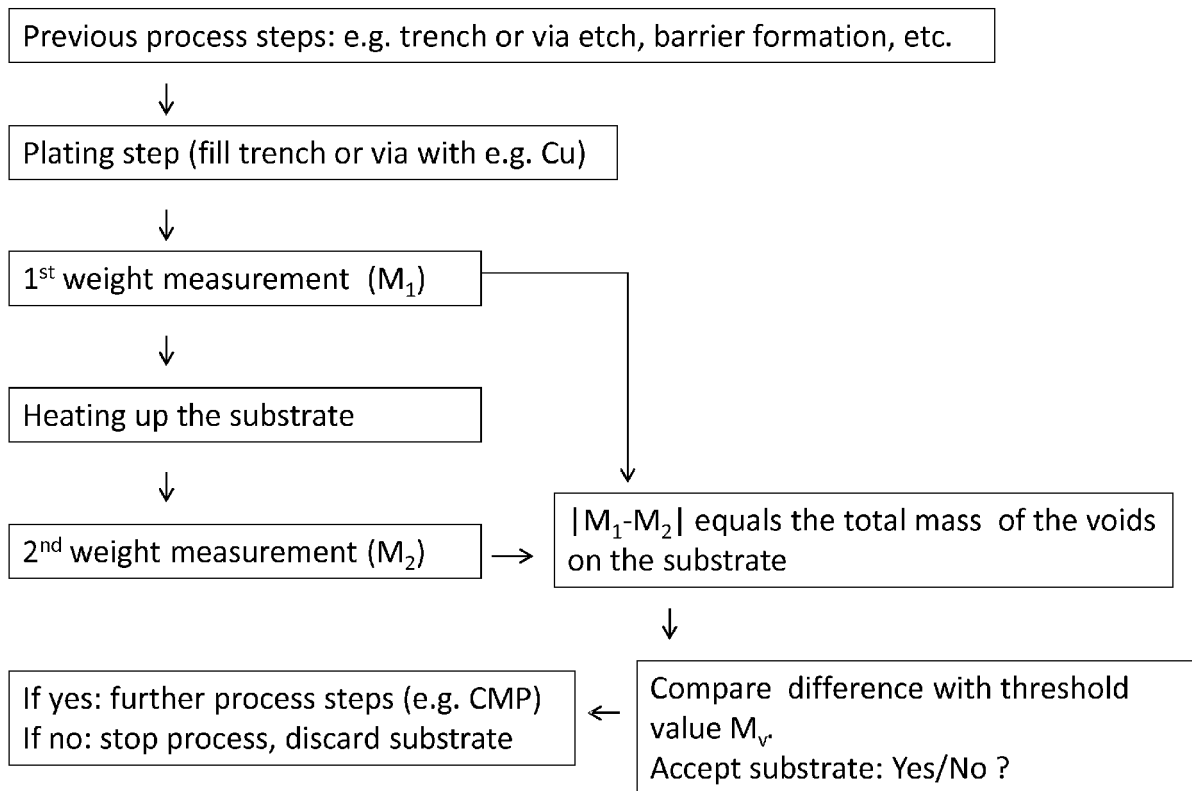 Previous process steps: e.g. trench or via etch, barrier formation, etc.
Plating step (fill trench or via with e.g. Cu)
1st weight measurement (M1)
Heating up the substrate
2nd weight measurement (M2)
|M1-M2| equals the total mass of the voids
on the substrate
Compare difference with threshold
value Mv.
Accept substrate: Yes/No ?
If yes: further process steps (e.g. CMP)
If no: stop process, discard substrate